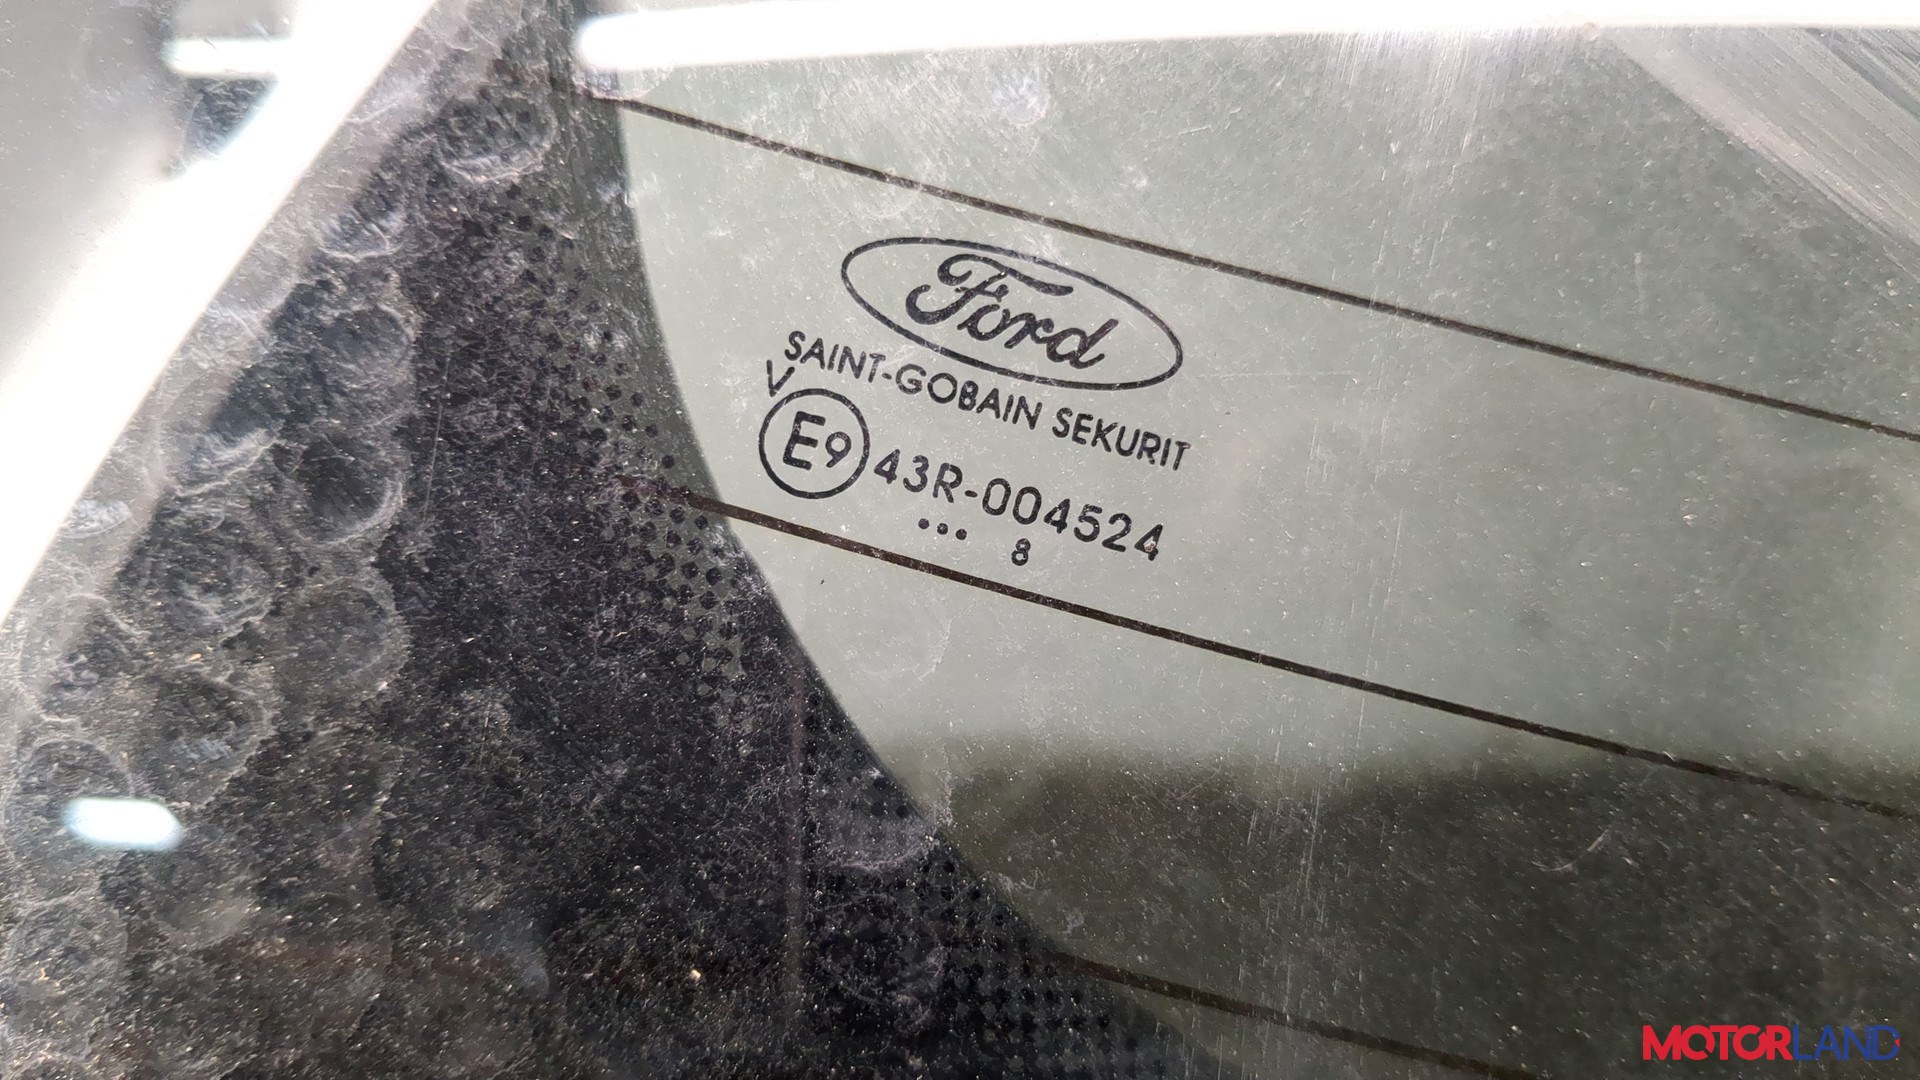 Ford
SAINT-GOBAIN SEKURIT
V
E9 43R-004524
... 8
MOTORLAND